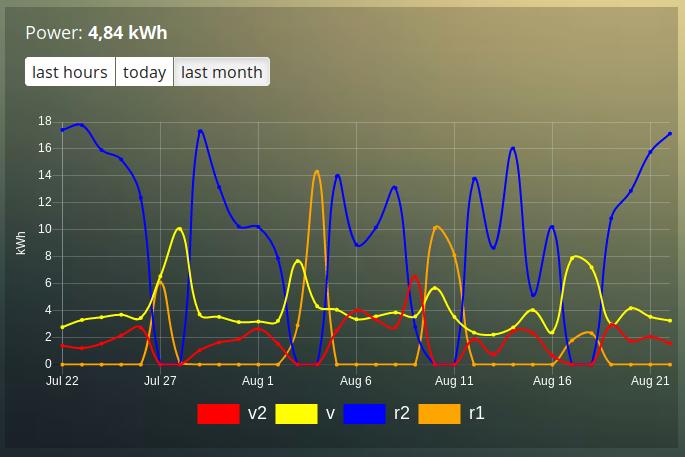 Power: 4,84 kWh
last hours today last month
18
16
14
12
10
8
6
4
2
0
kWh
Jul 22 Jul 27 Aug 1 Aug 6 Aug 11 Aug 16 Aug 21
v2 v r2 r1